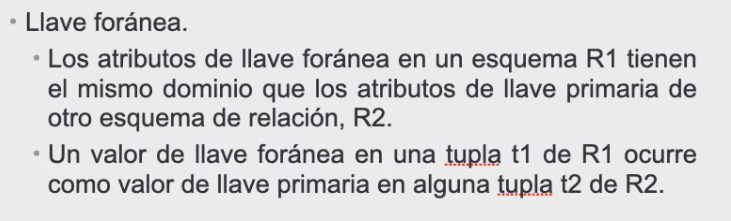 • Llave foránea.
• Los atributos de llave foránea en un esquema R1 tienen
el mismo dominio que los atributos de llave primaria de
otro esquema de relación, R2.
• Un valor de llave foránea en una tupla t1 de R1 ocurre
como valor de llave primaria en alguna tupla t2 de R2.